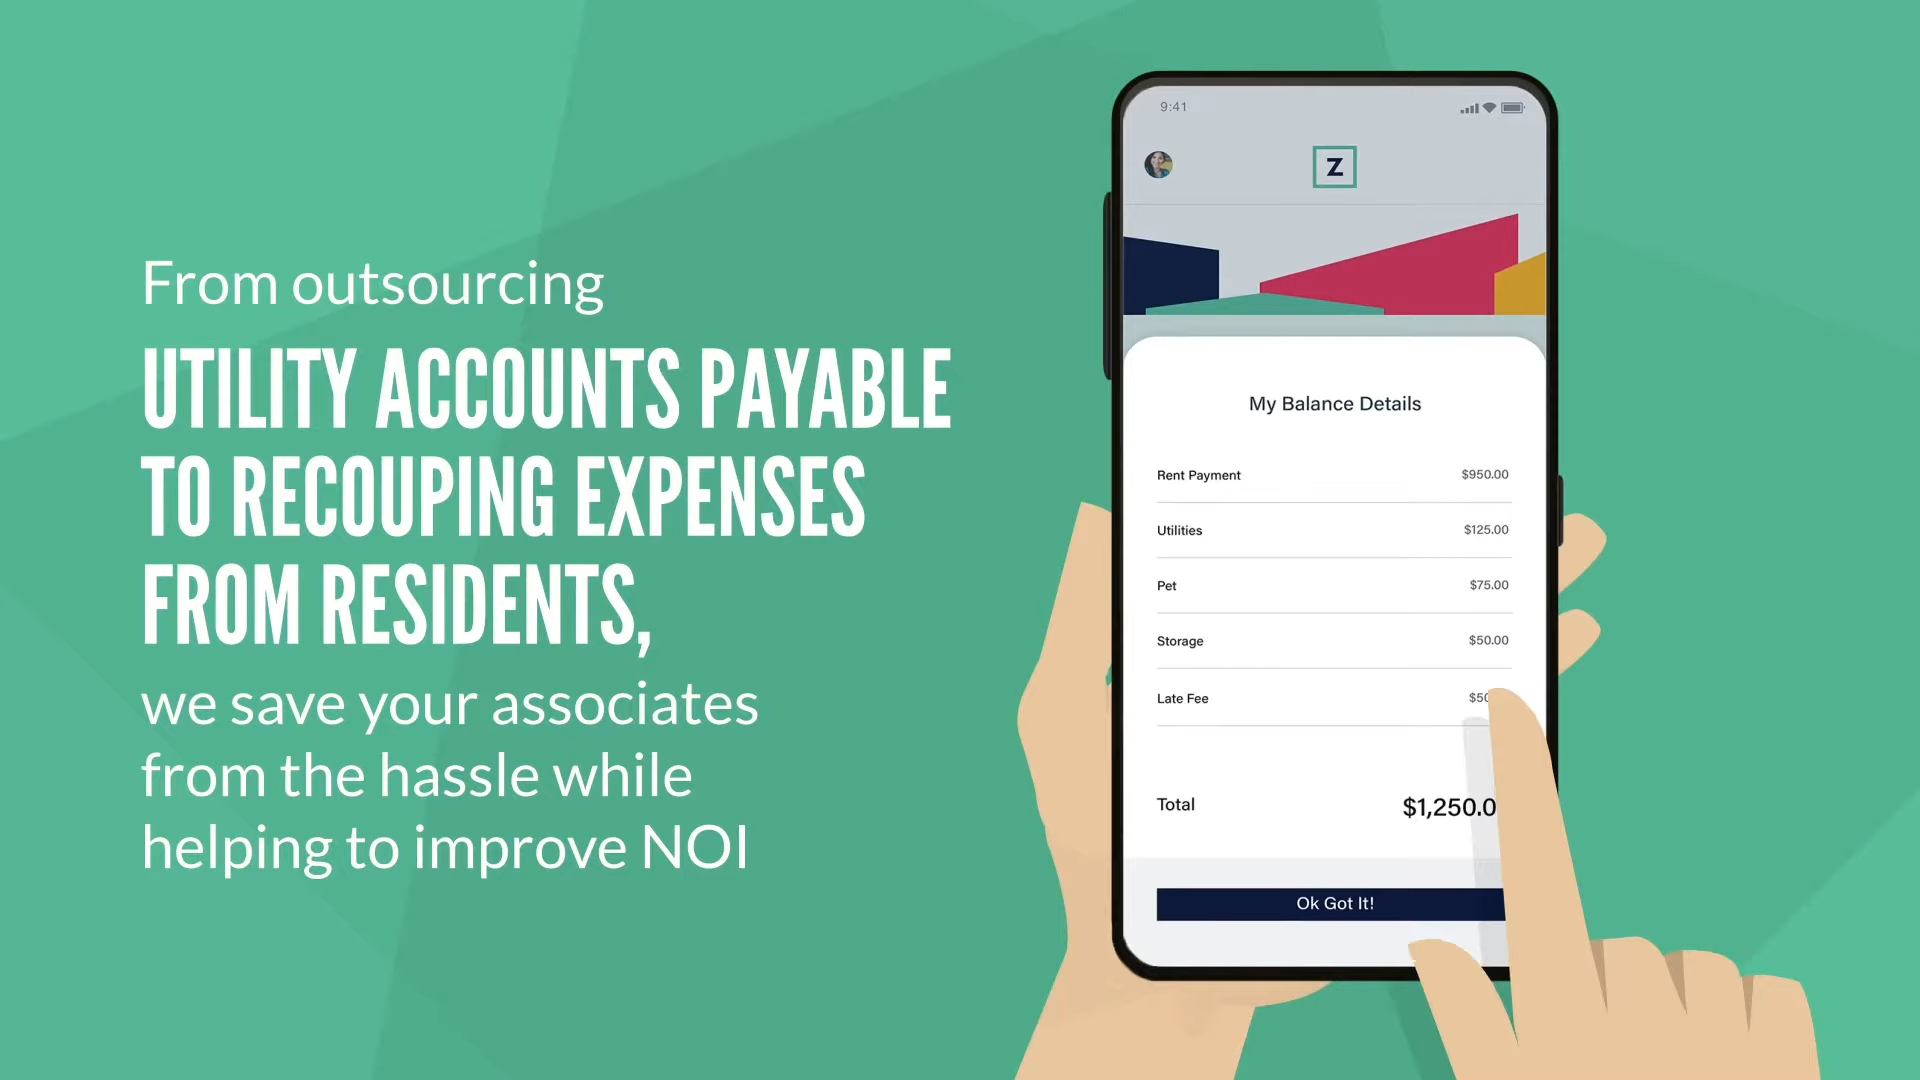 From outsourcing
UTILITY ACCOUNTS PAYABLE
TO RECOUPING EXPENSES
FROM RESIDENTS,
we save your associates
from the hassle while
helping to improve NOI
9:41
Z
My Balance Details
Rent Payment $950.00
Utilities $125.00
Pet $75.00
Storage $50.00
Late Fee
Total
Ok Got It!